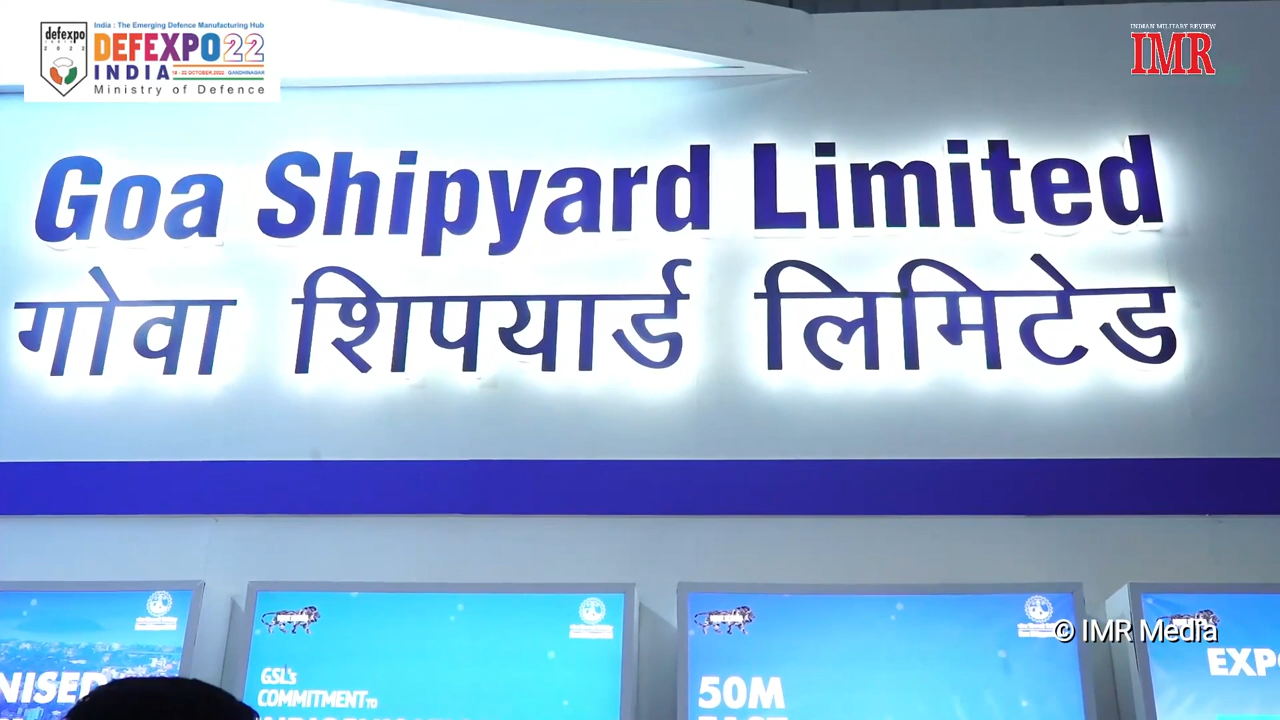 defexpo
India : The Emerging Defence Manufacturing Hub
DEFEXPO22
INDIA
18 - 22 OCTOBER, 2022 GANDHINAGAR
Ministry of Defence
INDIAN MILITARY REVIEW
IMR
Goa Shipyard Limited
गोवा शिपयार्ड लिमिटेड
GSL's
COMMITMENT TO
50M
© IMR Media